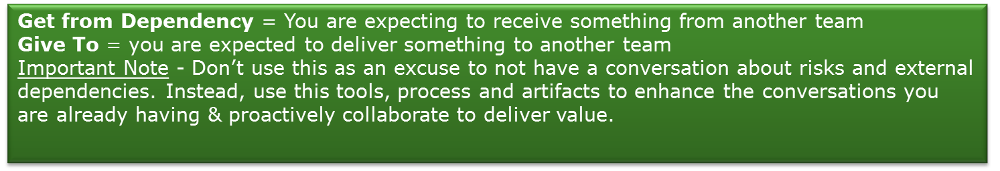 Get from Dependency = You are expecting to receive something from another team
Give To = you are expected to deliver something to another team
Important Note - Don’t use this as an excuse to not have a conversation about risks and external
dependencies. Instead, use this tools, process and artifacts to enhance the conversations you
are already having & proactively collaborate to deliver value.